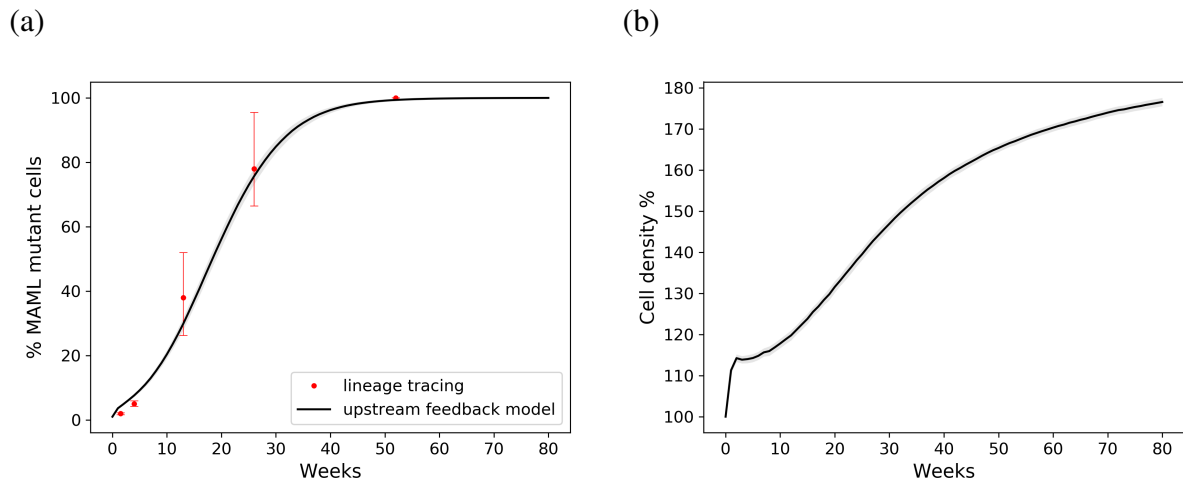 (a)
% MAML mutant cells
100
80
60
40
20
0
lineage tracing
upstream feedback model
0 10 20 30 40 50 60 70 80
Weeks
(b)
Cell density %
180
170
160
150
140
130
120
110
100
0 10 20 30 40 50 60 70 80
Weeks